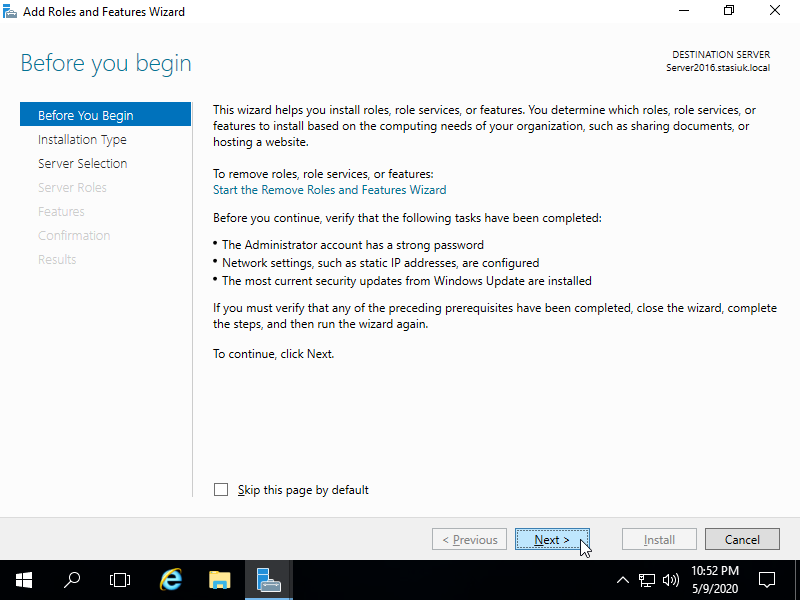 Add Roles and Features Wizard
Before you begin
DESTINATION SERVER
Server2016.stasiuk.local
Before You Begin
Installation Type
Server Selection
Server Roles
Features
Confirmation
Results
This wizard helps you install roles, role services, or features. You determine which roles, role services, or
features to install based on the computing needs of your organization, such as sharing documents, or
hosting a website.
To remove roles, role services, or features:
Start the Remove Roles and Features Wizard
Before you continue, verify that the following tasks have been completed:
• The Administrator account has a strong password
• Network settings, such as static IP addresses, are configured
• The most current security updates from Windows Update are installed
If you must verify that any of the preceding prerequisites have been completed, close the wizard, complete
the steps, and then run the wizard again.
To continue, click Next.
Skip this page by default
< Previous
Next >
Install
Cancel
10:52 PM
5/9/2020